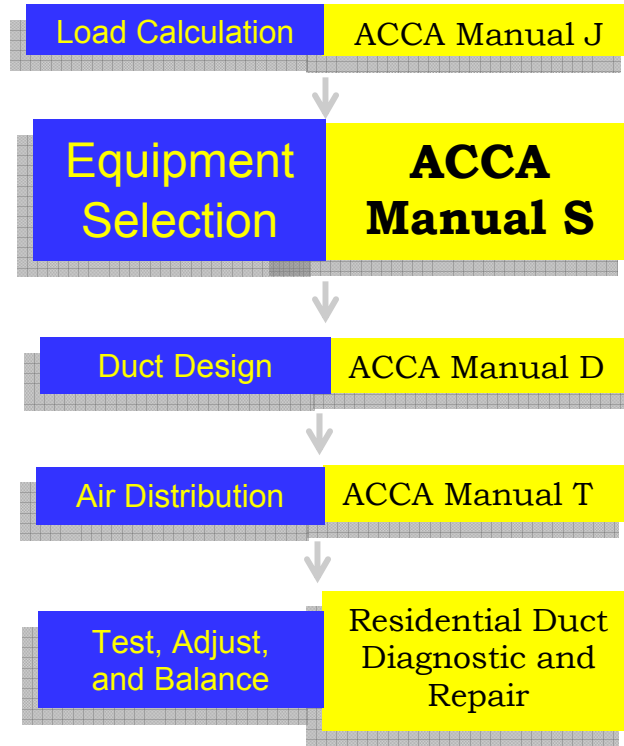 Load Calculation
ACCA Manual J
Equipment
Selection
ACCA
Manual S
Duct Design
ACCA Manual D
Air Distribution
ACCA Manual T
Test, Adjust,
and Balance
Residential Duct
Diagnostic and
Repair